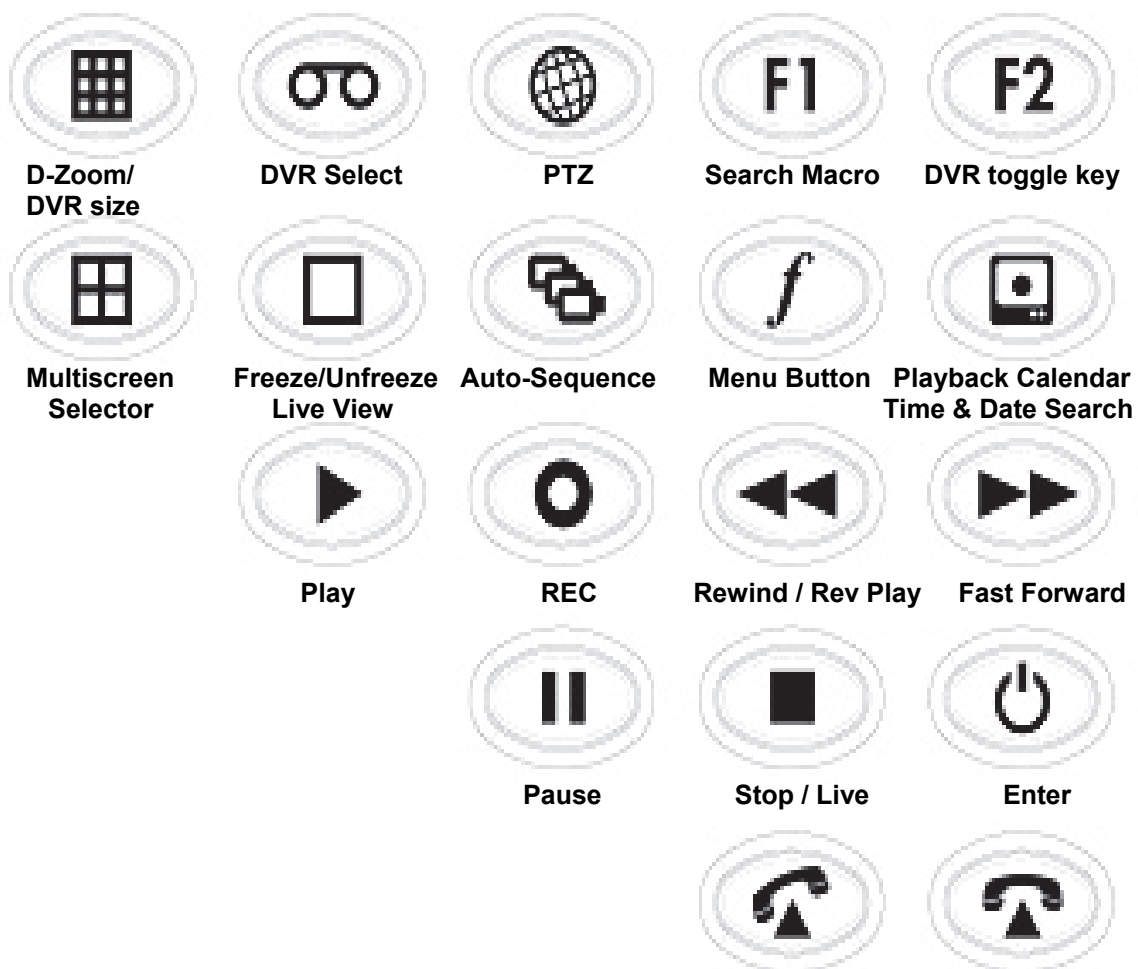 F1 F2
D-Zoom/ DVR Select PTZ Search Macro DVR toggle key
DVR size
f
Multiscreen Freeze/Unfreeze Auto-Sequence Menu Button Playback Calendar
Selector Live View Time & Date Search
Play REC Rewind / Rev Play Fast Forward
Pause Stop / Live Enter